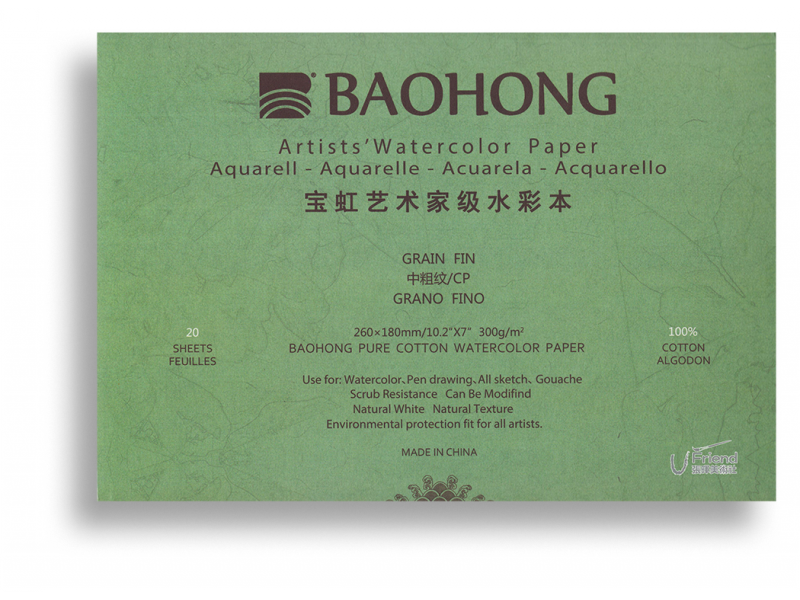 BAOHONG
Artists' Watercolor Paper
Aquarell - Aquarelle - Acuarela - Acquarello
宝虹艺术家级水彩本
GRAIN FIN
中粗纹/CP
GRANO FINO
260×180mm/10.2"X7" 300g/m²
BAOHONG PURE COTTON WATERCOLOR PAPER
20
SHEETS
FEUILLES
100%
COTTON
ALGODON
Use for: Watercolor、Pen drawing、All sketch、Gouache
Scrub Resistance Can Be Modifind
Natural White Natural Texture
Environmental protection fit for all artists.
MADE IN CHINA
U Friend